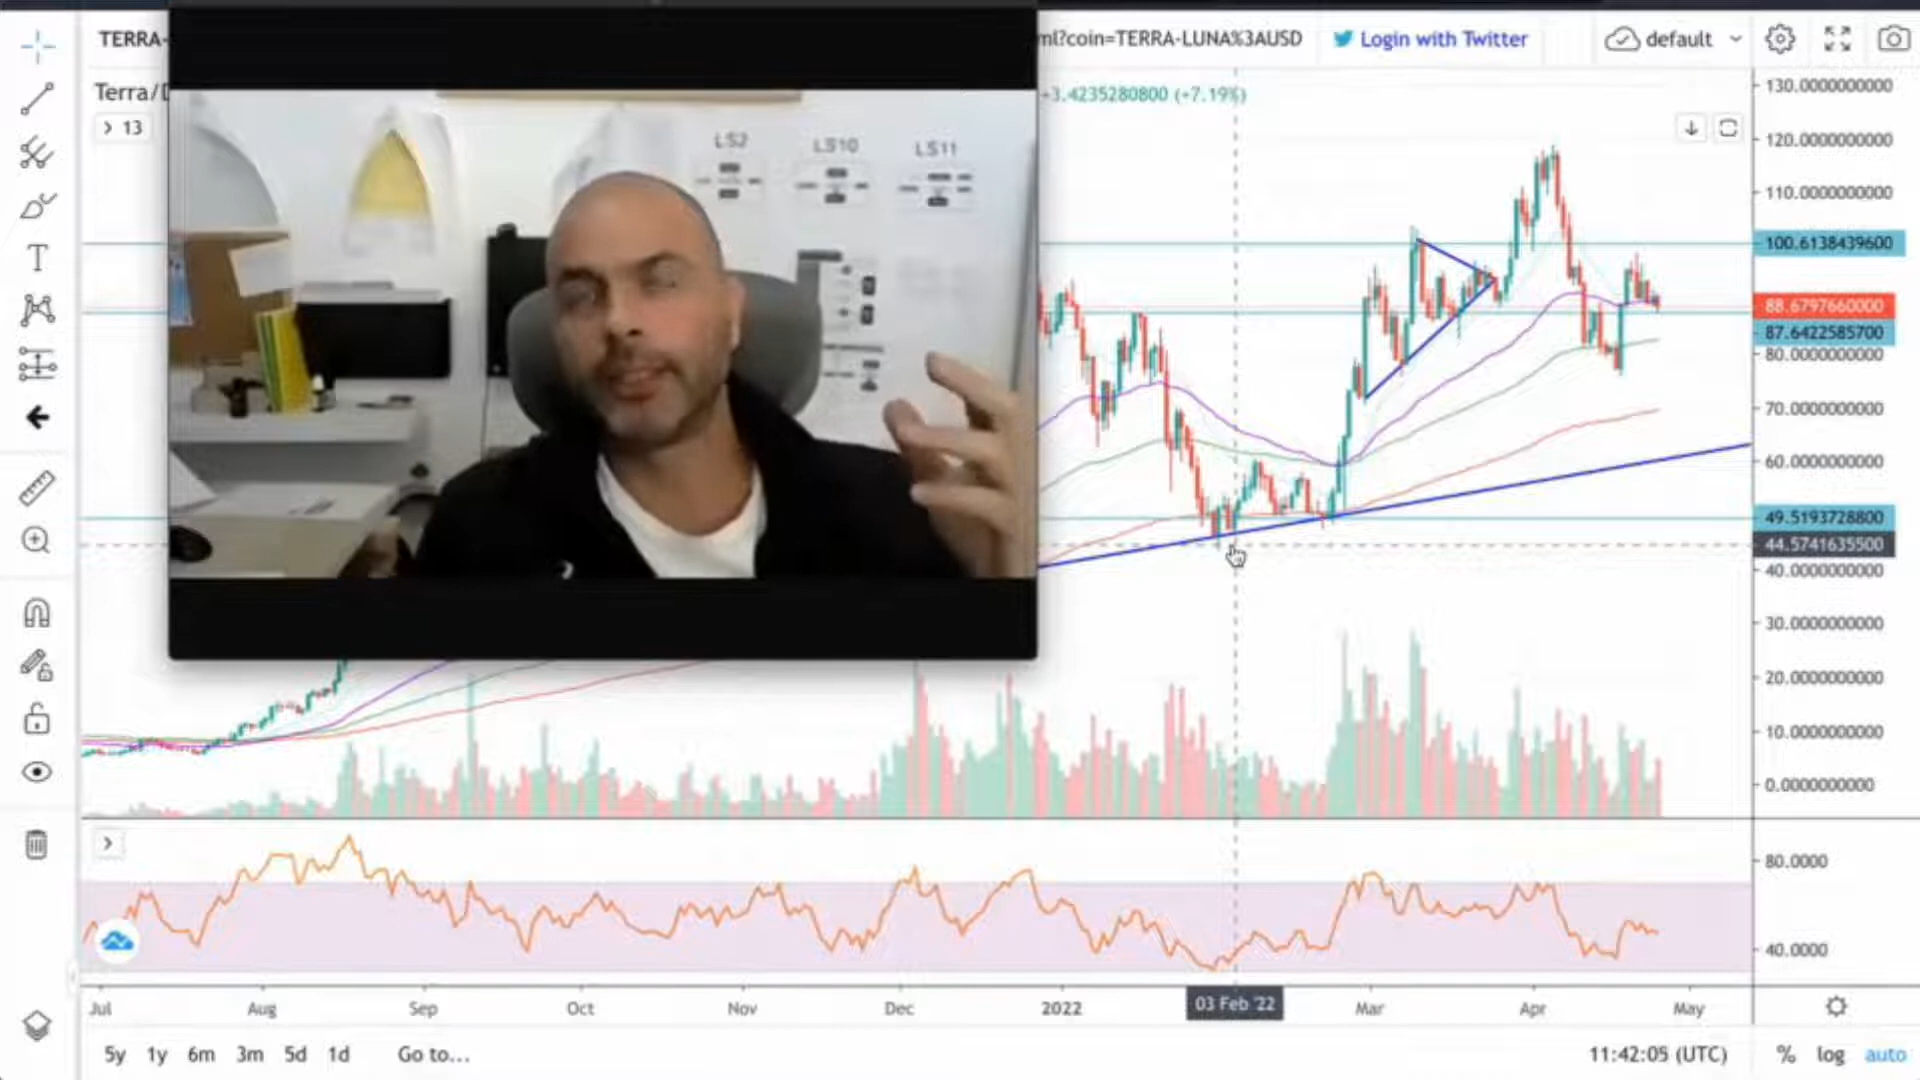 TERRA-
ml?coin=TERRA-LUNA%3AUSD
Login with Twitter
default
Terra/
13
3.4235280800 (+7.19%)
LS2
LS10
LS11
T
130.0000000000
120.0000000000
110.0000000000
100.6138439600
88.6797660000
87.6422585700
80.0000000000
70.0000000000
60.0000000000
49.5193728800
44.5741635500
40.0000000000
30.0000000000
20.0000000000
10.0000000000
0.0000000000
80.0000
40.0000
Jul
Aug
Sep
Oct
Nov
Dec
2022
03 Feb '22
Mar
Apr
May
5y 1y 6m 3m 5d 1d Go to...
11:42:05 (UTC) % log auto